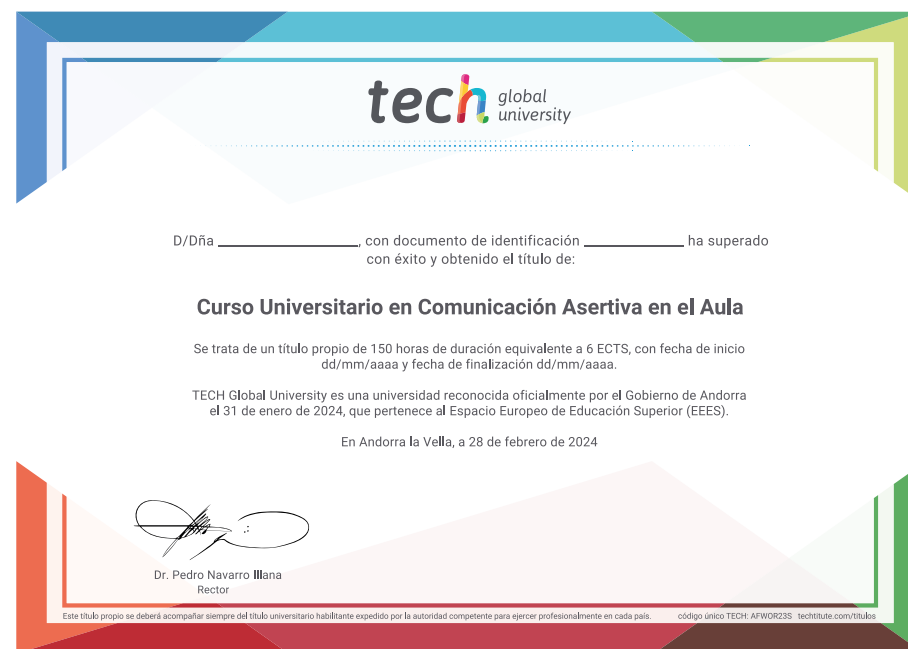 tech global university
D/Dña ____________________, con documento de identificación ______________ ha superado
con éxito y obtenido el título de:
Curso Universitario en Comunicación Asertiva en el Aula
Se trata de un título propio de 150 horas de duración equivalente a 6 ECTS, con fecha de inicio
dd/mm/aaaa y fecha de finalización dd/mm/aaaa.
TECH Global University es una universidad reconocida oficialmente por el Gobierno de Andorra
el 31 de enero de 2024, que pertenece al Espacio Europeo de Educación Superior (EEES).
En Andorra la Vella, a 28 de febrero de 2024
Dr. Pedro Navarro Illana
Rector
Este título propio se deberá acompañar siempre del título universitario habilitante expedido por la autoridad competente para ejercer profesionalmente en cada país. código único TECH: AFWOR23S techtitute.com/titulos